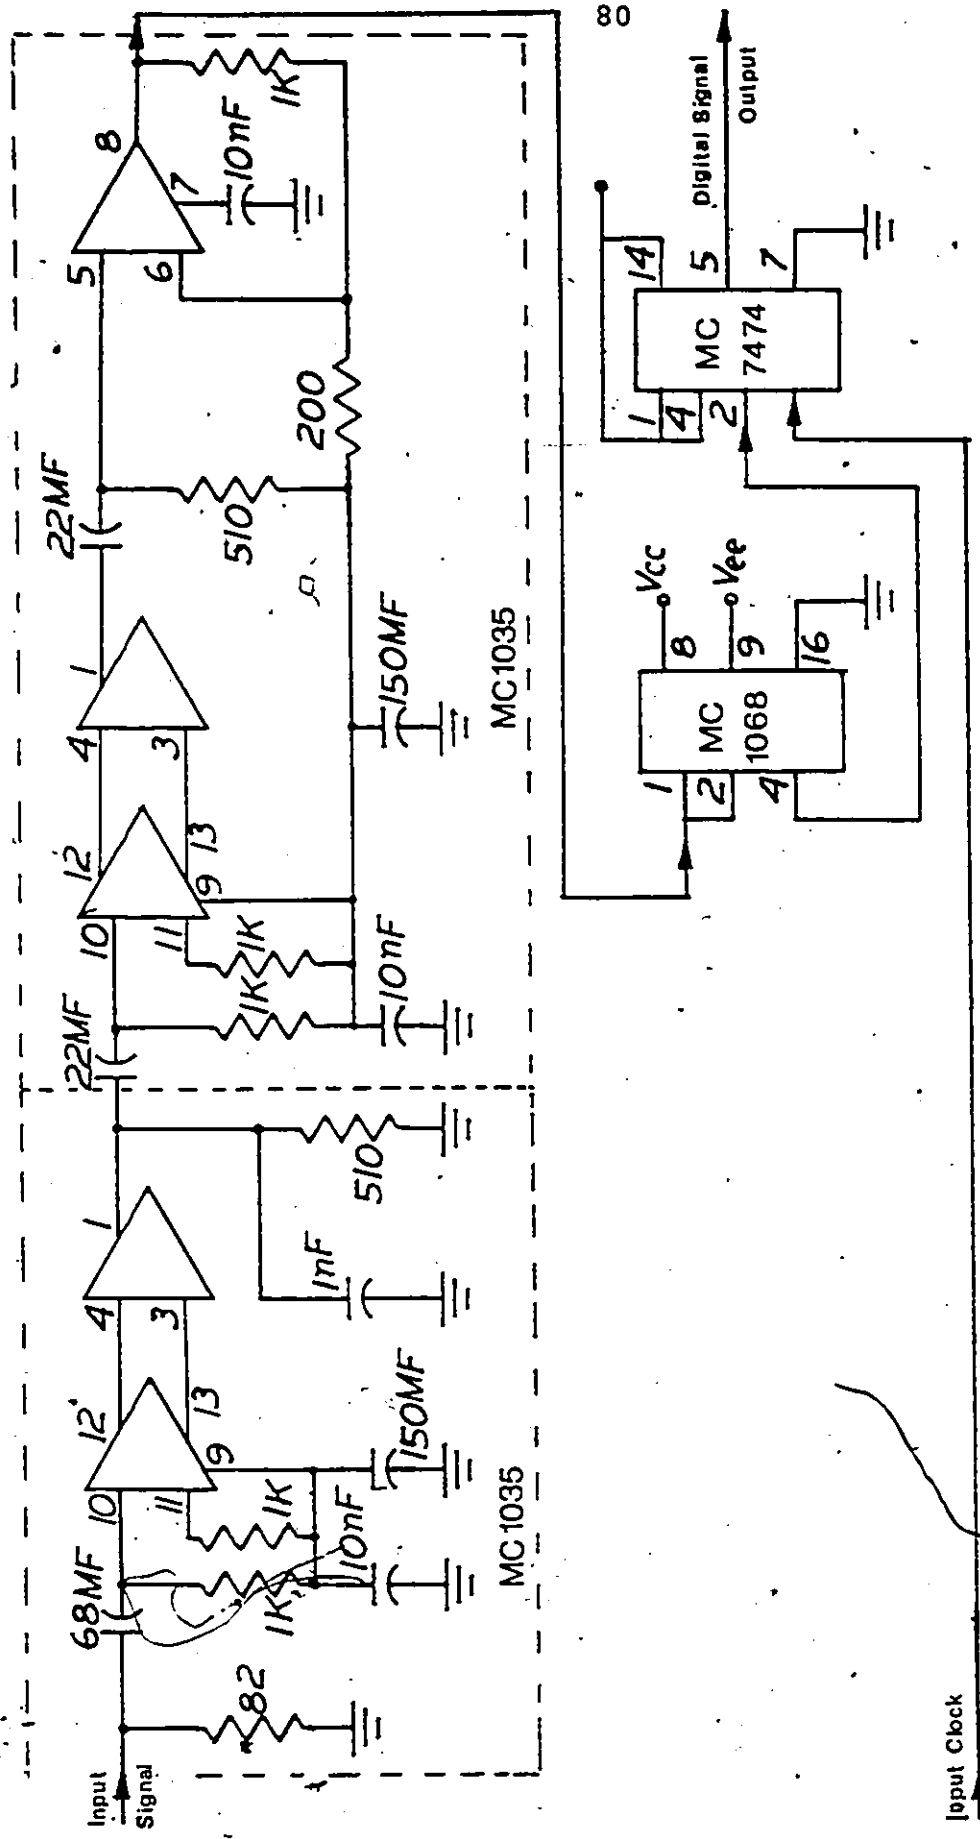 80
Input
Signal
82
68MF
1K
10nF
10
11
1K
9
150MF
12
13
4
3
1
1nF
510
MC1035
22MF
1K
10nF
10
11
1K
9
12
13
4
3
1
150MF
22MF
510
200
5
6
7
8
10nF
1K
MC1035
1
2
4
MC
1068
8
Vcc
9
Vee
16
1
4
2
MC
7474
14
5
7
Digital Signal
Output
Input Clock